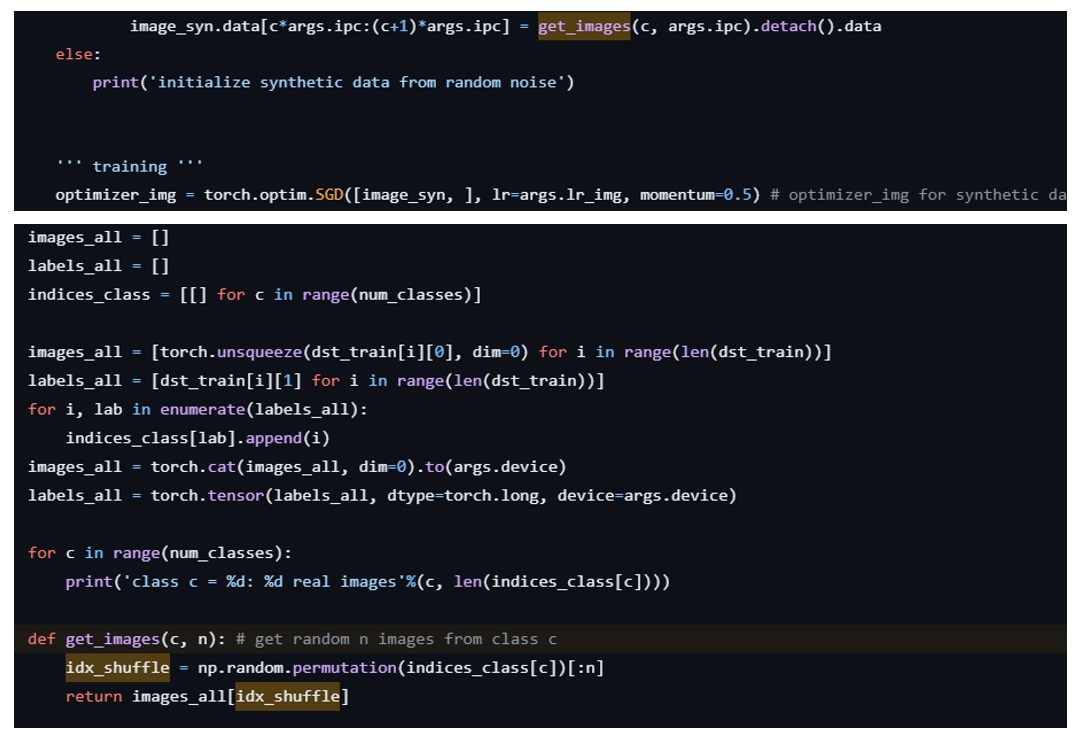 image_syn.data[c*args.ipc:(c+1)*args.ipc] = get_images(c, args.ipc).detach().data
else:
print('initialize synthetic data from random noise')
''' training '''
optimizer_img = torch.optim.SGD([image_syn, ], lr=args.lr_img, momentum=0.5) # optimizer_img for synthetic da
images_all = []
labels_all = []
indices_class = [[] for c in range(num_classes)]
images_all = [torch.unsqueeze(dst_train[i][0], dim=0) for i in range(len(dst_train))]
labels_all = [dst_train[i][1] for i in range(len(dst_train))]
for i, lab in enumerate(labels_all):
indices_class[lab].append(i)
images_all = torch.cat(images_all, dim=0).to(args.device)
labels_all = torch.tensor(labels_all, dtype=torch.long, device=args.device)
for c in range(num_classes):
print('class c = %d: %d real images'%(c, len(indices_class[c])))
def get_images(c, n): # get random n images from class c
idx_shuffle = np.random.permutation(indices_class[c])[:n]
return images_all[idx_shuffle]